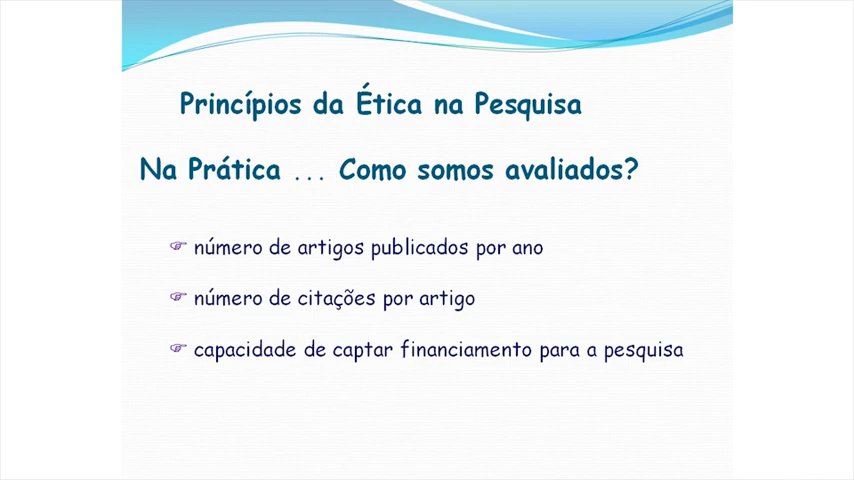 Princípios da Ética na Pesquisa
Na Prática ... Como somos avaliados?
☞ número de artigos publicados por ano
☞ número de citações por artigo
☞ capacidade de captar financiamento para a pesquisa